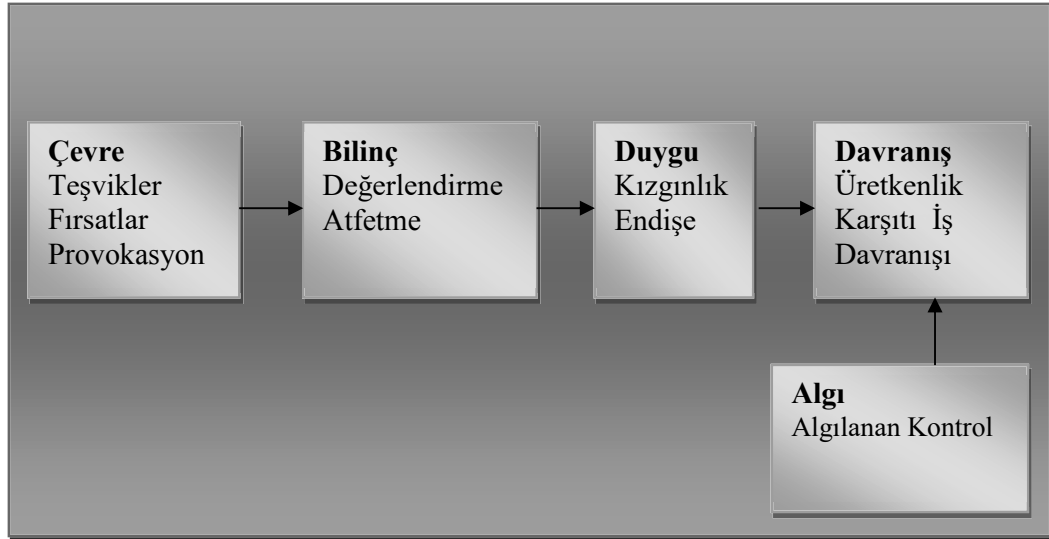 Çevre
Teşvikler
Fırsatlar
Provokasyon
Bilinç
Değerlendirme
Atfetme
Duygu
Kızgınlık
Endişe
Davranış
Üretkenlik
Karşıtı İş
Davranışı
Algı
Algılanan Kontrol